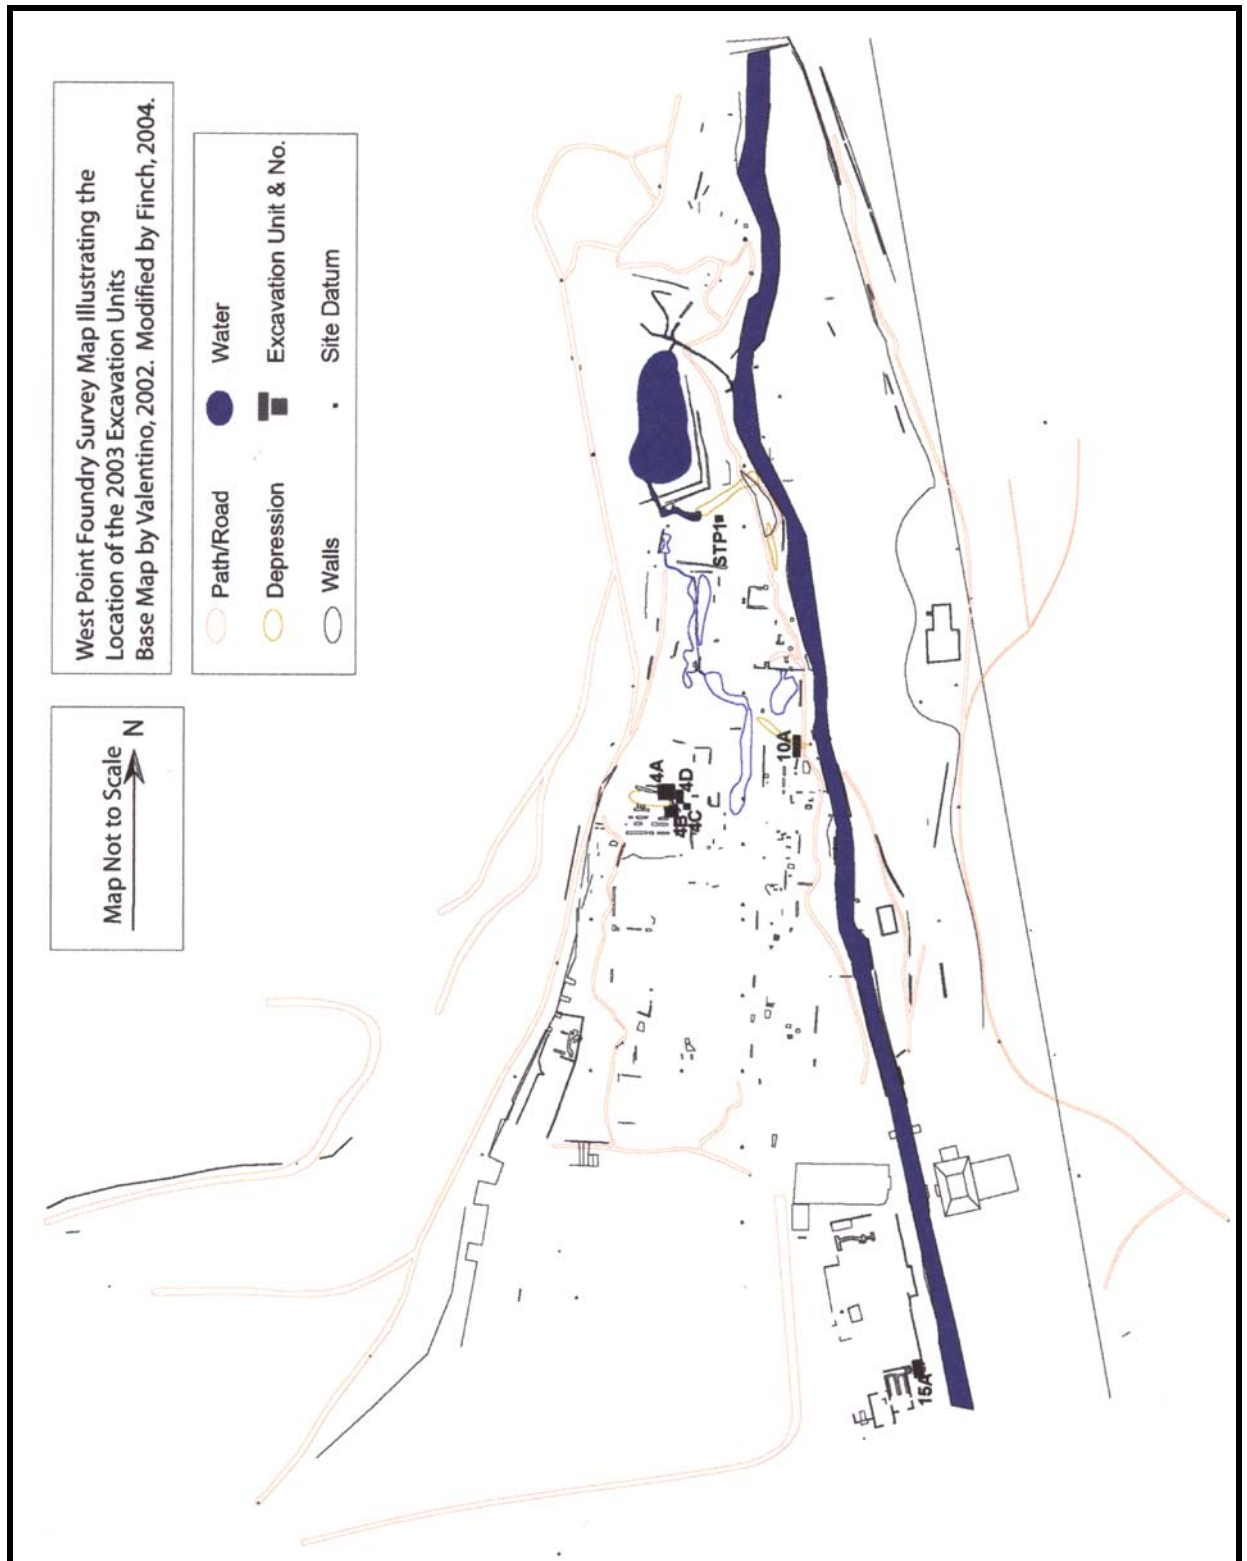 West Point Foundry Survey Map Illustrating the
Location of the 2003 Excavation Units
Base Map by Valentino, 2002. Modified by Finch, 2004.
Map Not to Scale
N
Path/Road
Water
Depression
Excavation Unit & No.
Walls
Site Datum
STP1
4A
4D
4B
4C
10A
15A